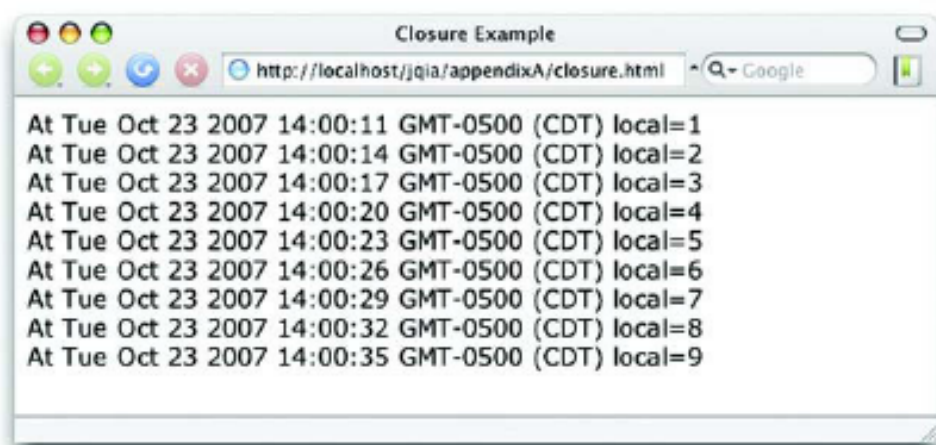 Closure Example
http://localhost/jqia/appendixA/closure.html Google
At Tue Oct 23 2007 14:00:11 GMT-0500 (CDT) local=1
At Tue Oct 23 2007 14:00:14 GMT-0500 (CDT) local=2
At Tue Oct 23 2007 14:00:17 GMT-0500 (CDT) local=3
At Tue Oct 23 2007 14:00:20 GMT-0500 (CDT) local=4
At Tue Oct 23 2007 14:00:23 GMT-0500 (CDT) local=5
At Tue Oct 23 2007 14:00:26 GMT-0500 (CDT) local=6
At Tue Oct 23 2007 14:00:29 GMT-0500 (CDT) local=7
At Tue Oct 23 2007 14:00:32 GMT-0500 (CDT) local=8
At Tue Oct 23 2007 14:00:35 GMT-0500 (CDT) local=9